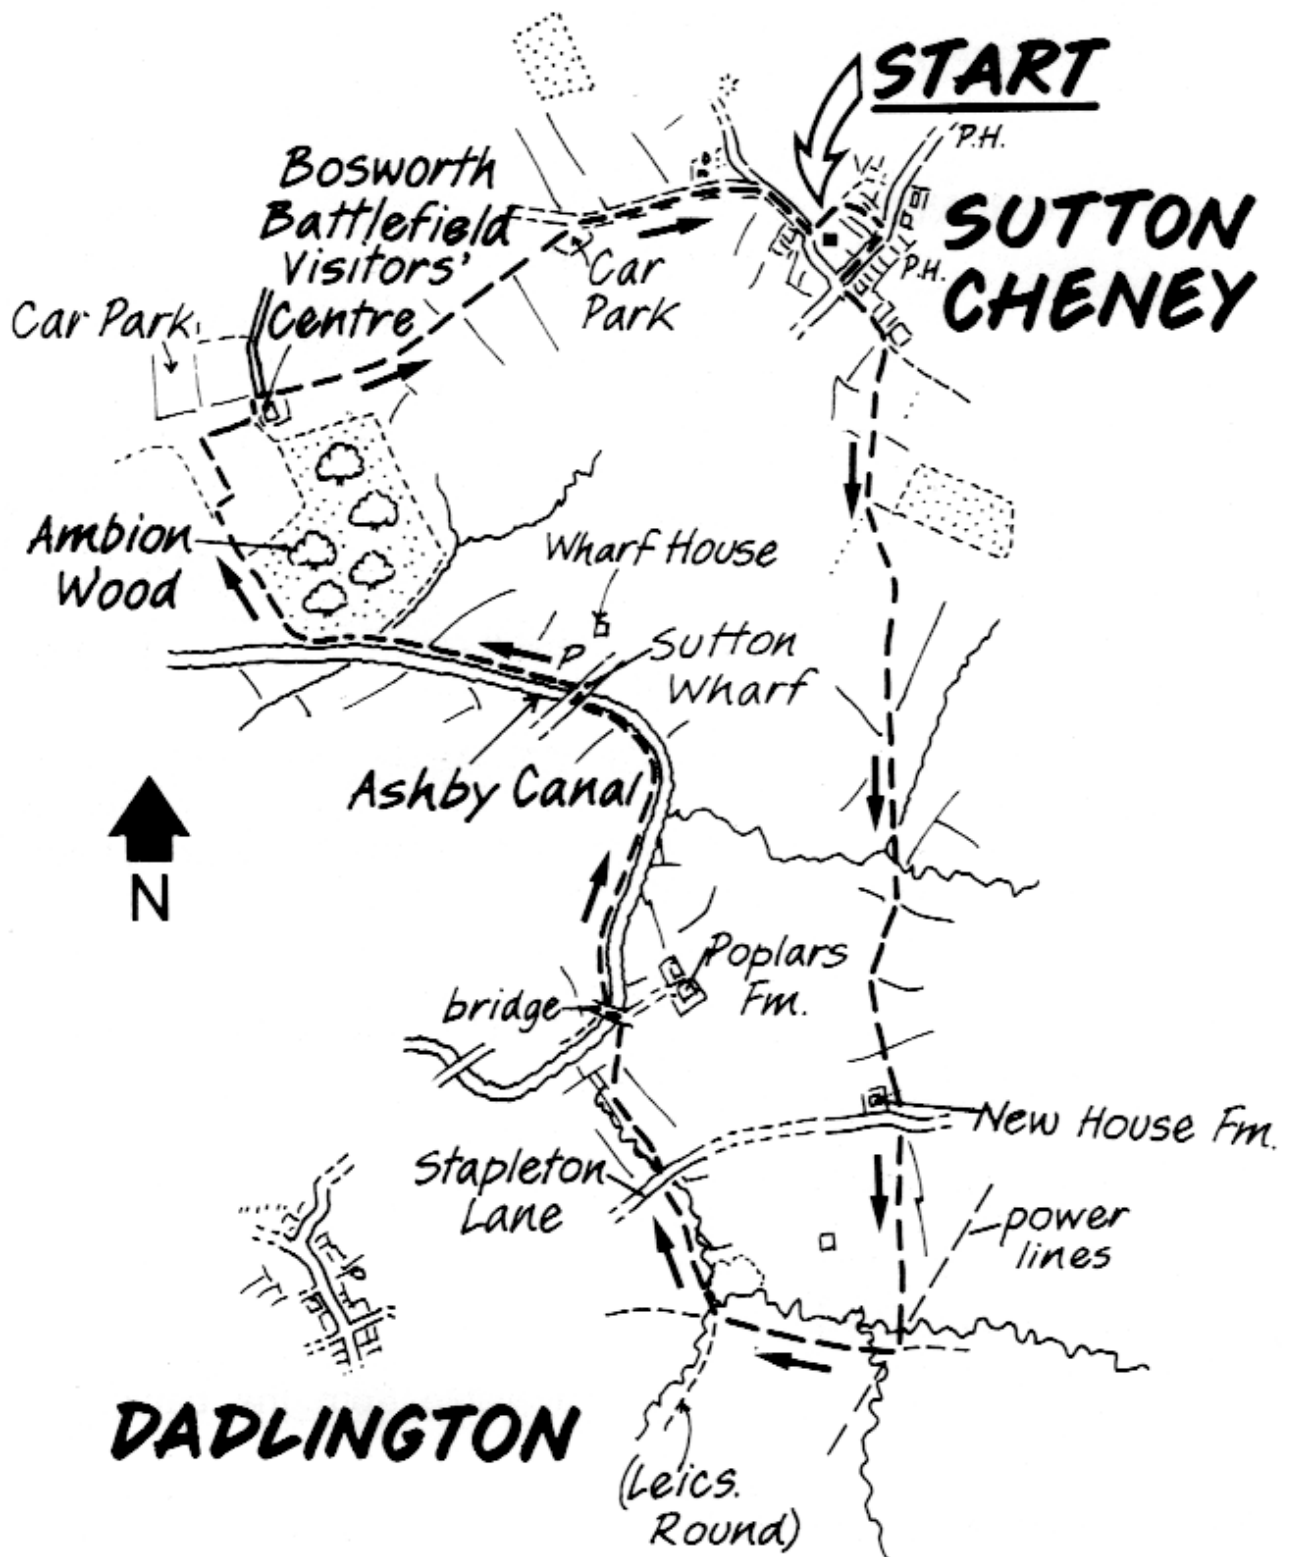 START
P.H.
Bosworth
Battlefield
Visitors'
Centre
SUTTON
CHENEY
P.H.
Car
Park
Car Park
Ambion
Wood
Wharf House
P
Sutton
Wharf
Ashby Canal
N
Poplars
Fm.
bridge
New House Fm.
Stapleton
Lane
power
lines
DADLINGTON
(Leics.
Round)